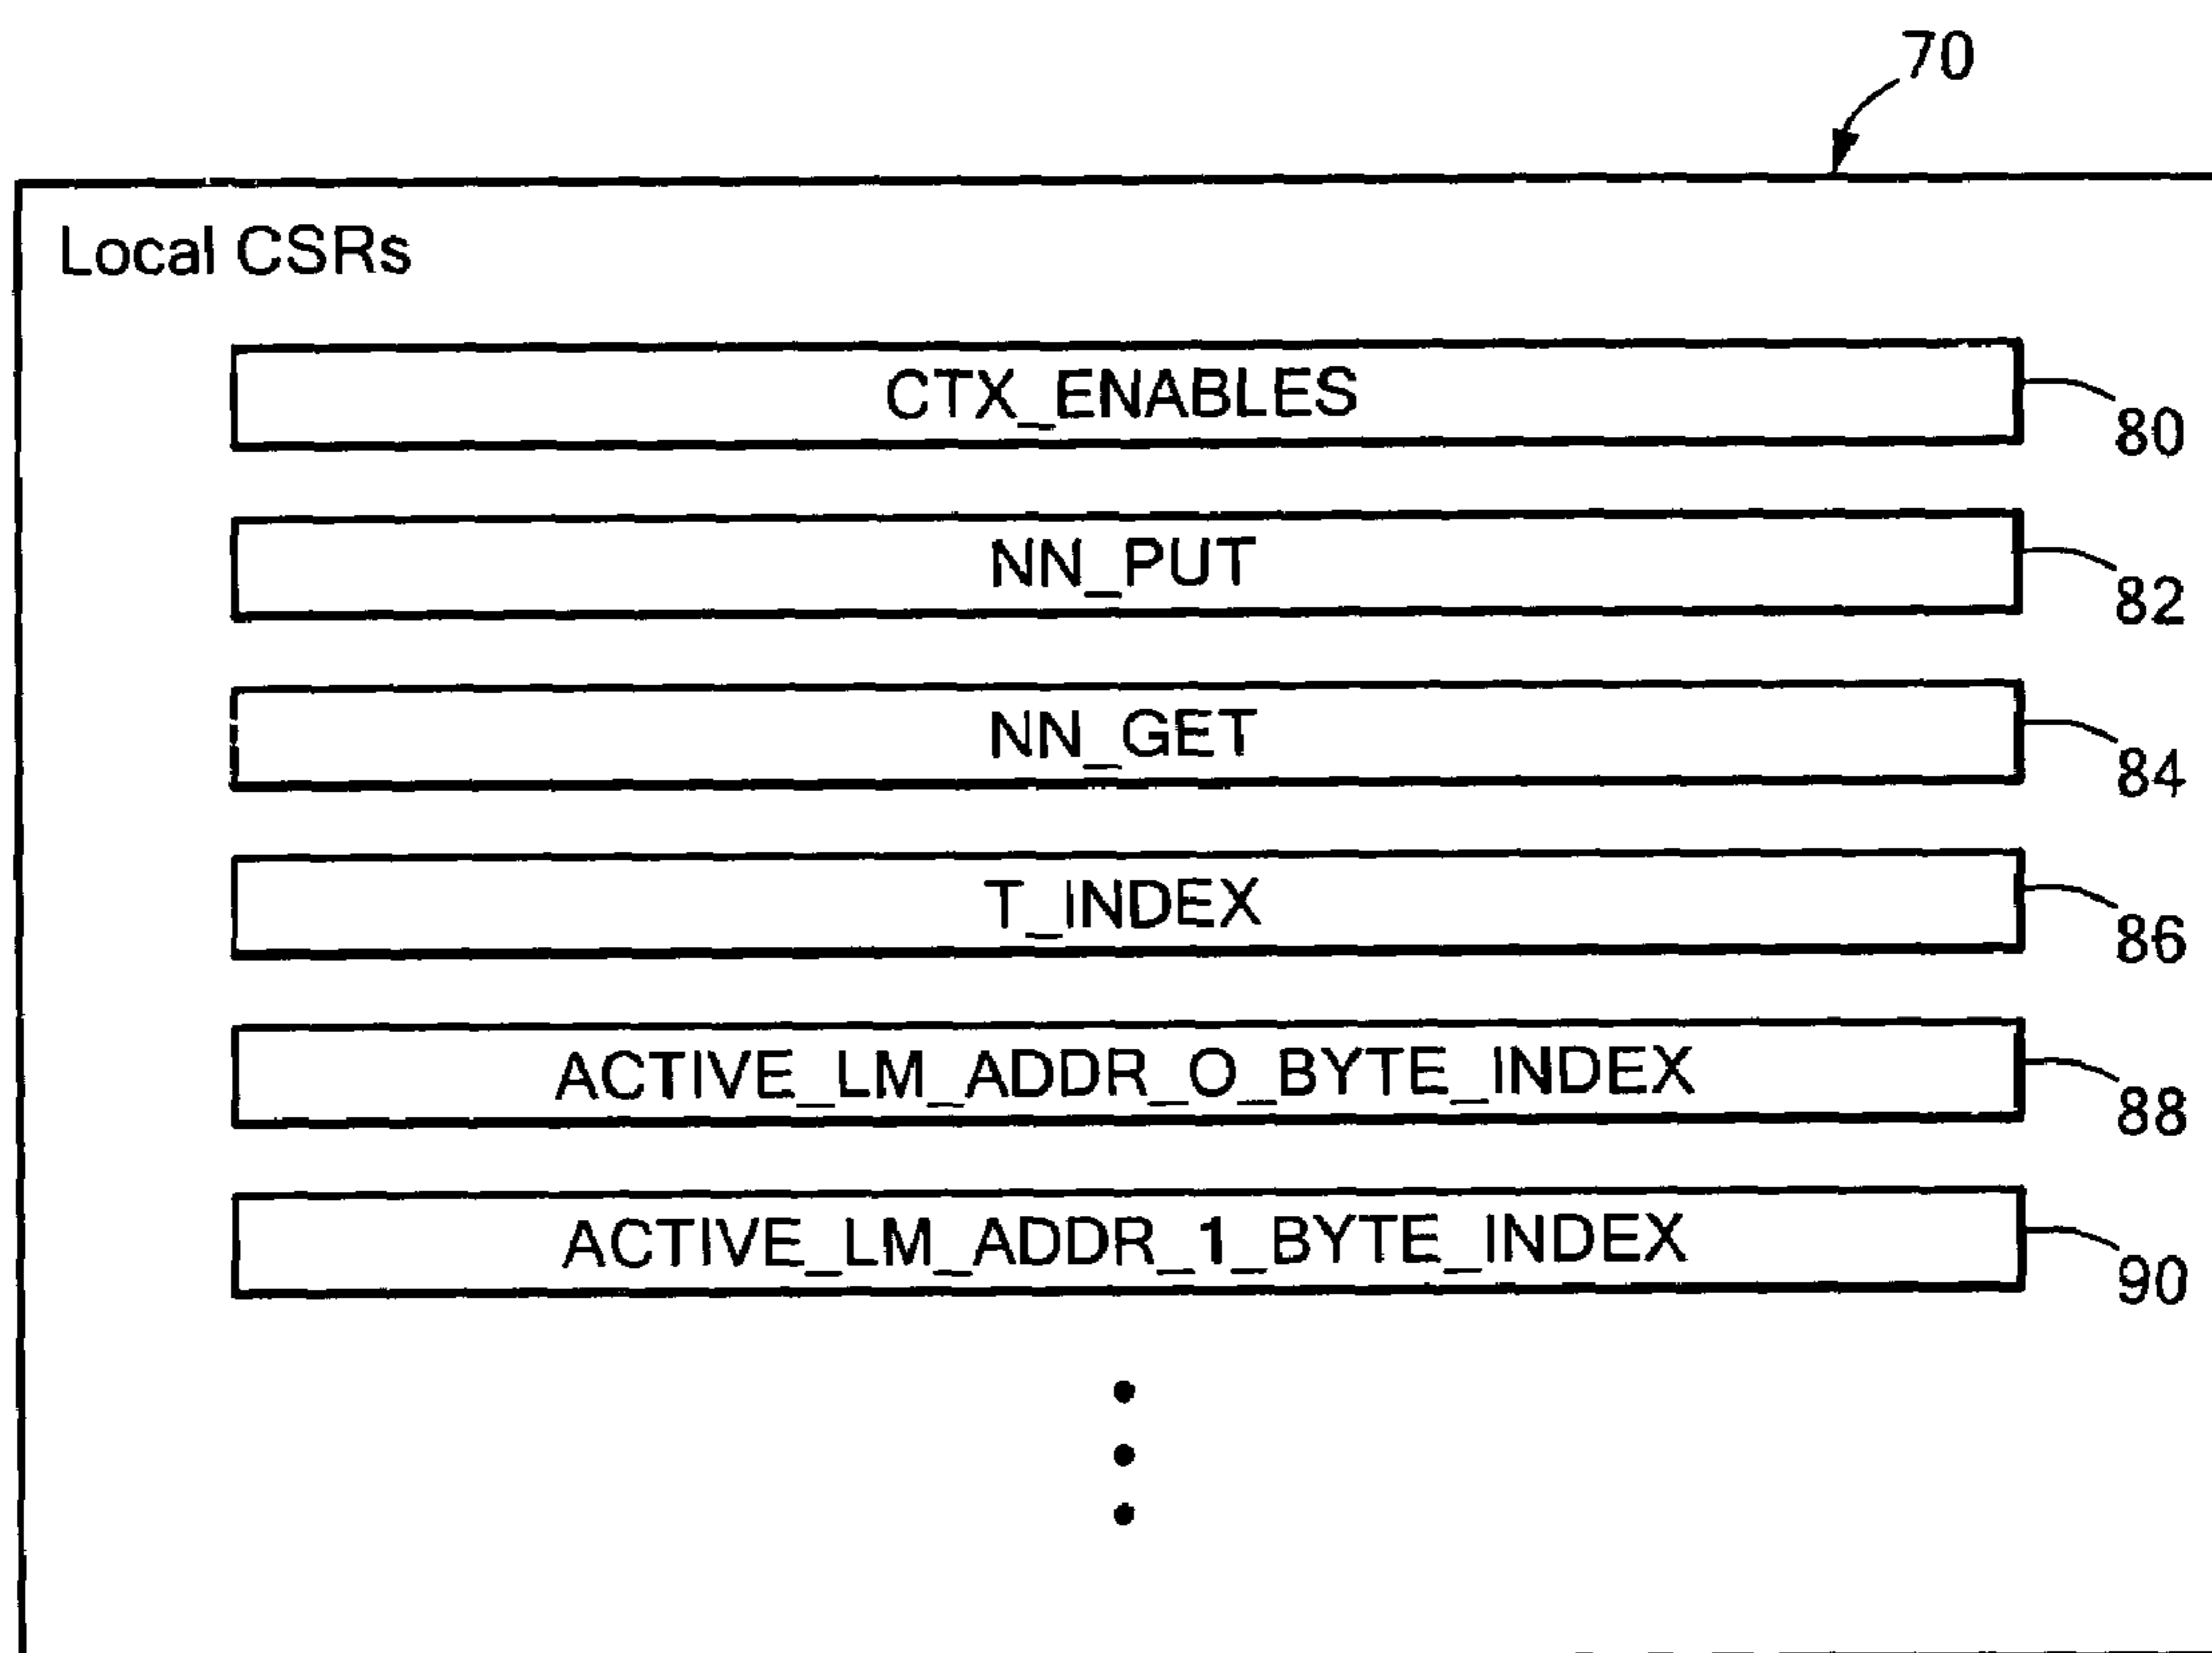 70
Local CSRs
CTX_ENABLES
80
NN_PUT
82
NN_GET
84
T_INDEX
86
ACTIVE_LM_ADDR_O_BYTE_INDEX
88
ACTIVE_LM_ADDR_1_BYTE_INDEX
90